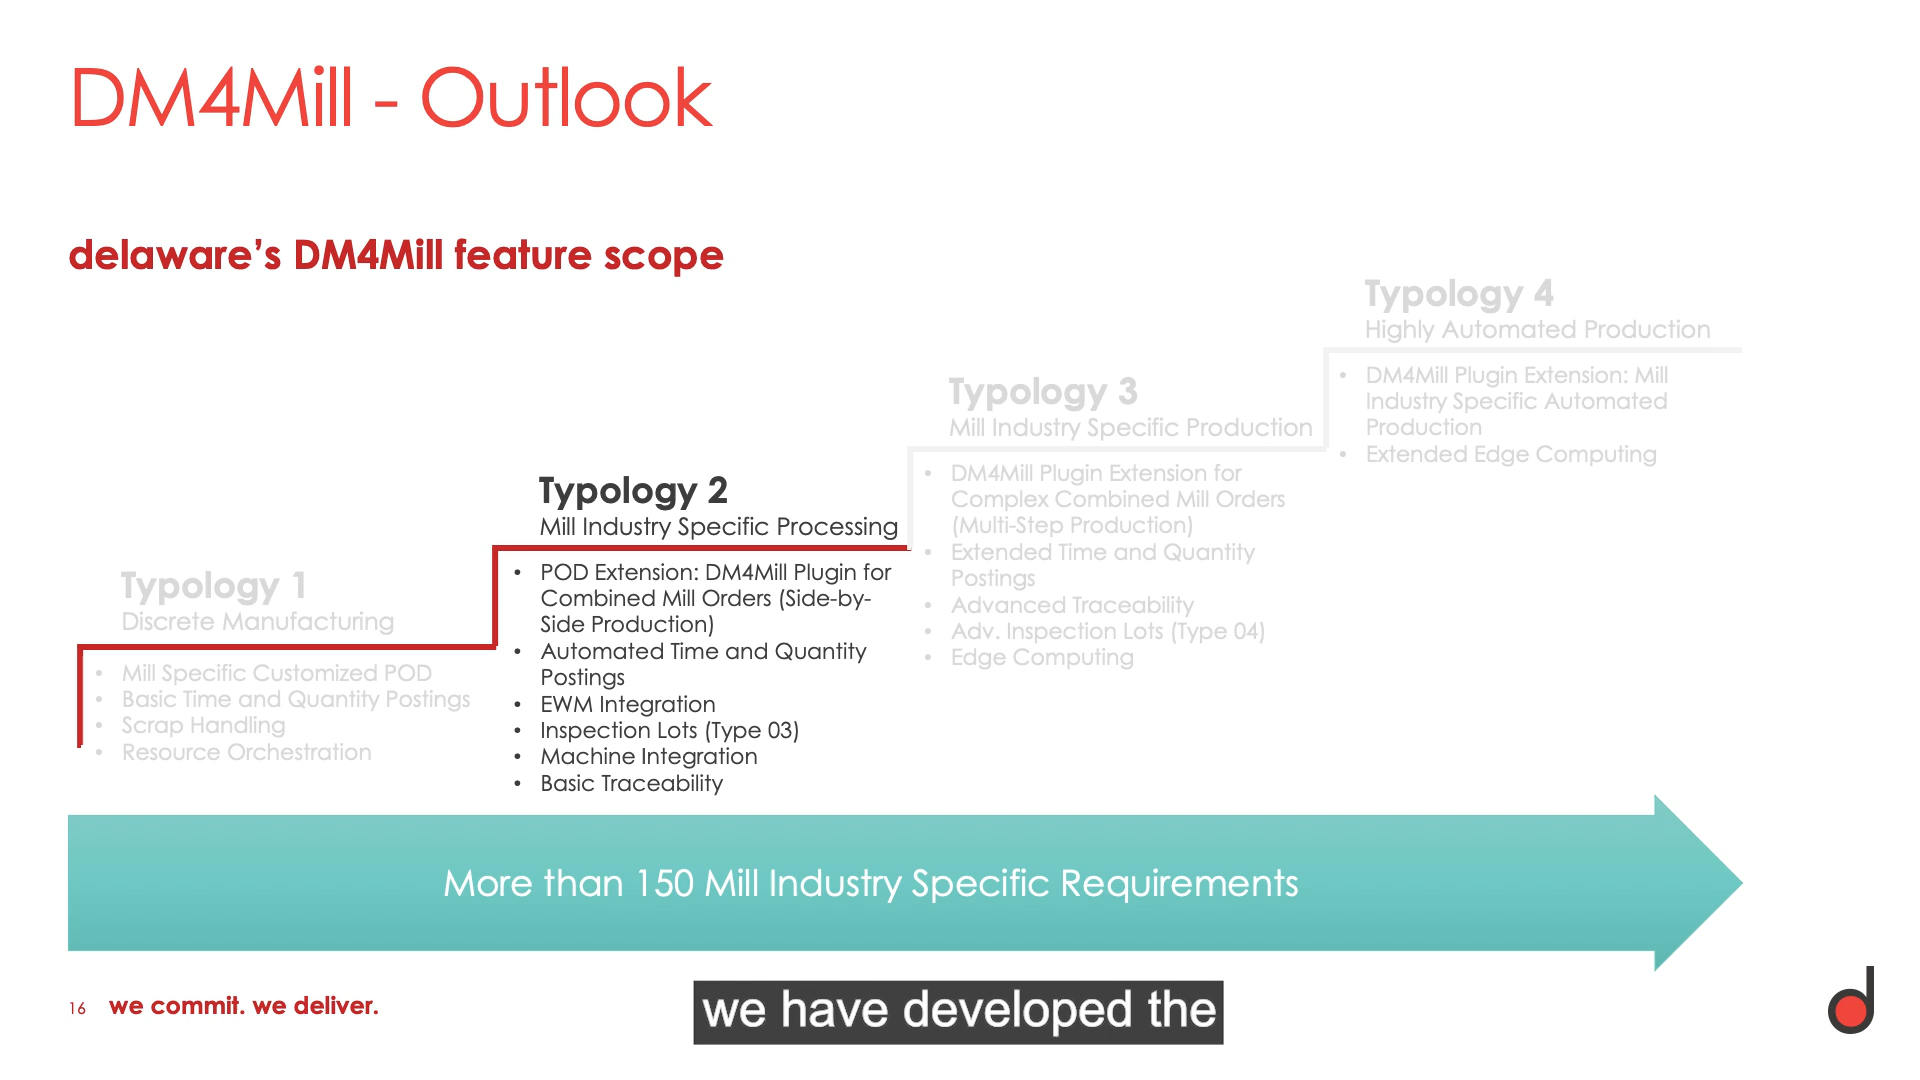 DM4Mill - Outlook
delaware’s DM4Mill feature scope
Typology 1
Discrete Manufacturing
• Mill Specific Customized POD
• Basic Time and Quantity Postings
• Scrap Handling
• Resource Orchestration
Typology 2
Mill Industry Specific Processing
• POD Extension: DM4Mill Plugin for
Combined Mill Orders (Side-by-
Side Production)
• Automated Time and Quantity
Postings
• EWM Integration
• Inspection Lots (Type 03)
• Machine Integration
• Basic Traceability
Typology 3
Mill Industry Specific Production
• DM4Mill Plugin Extension for
Complex Combined Mill Orders
(Multi-Step Production)
• Extended Time and Quantity
Postings
• Advanced Traceability
• Adv. Inspection Lots (Type 04)
• Edge Computing
Typology 4
Highly Automated Production
• DM4Mill Plugin Extension: Mill
Industry Specific Automated
Production
• Extended Edge Computing
More than 150 Mill Industry Specific Requirements
16 we commit. we deliver.
we have developed the
d